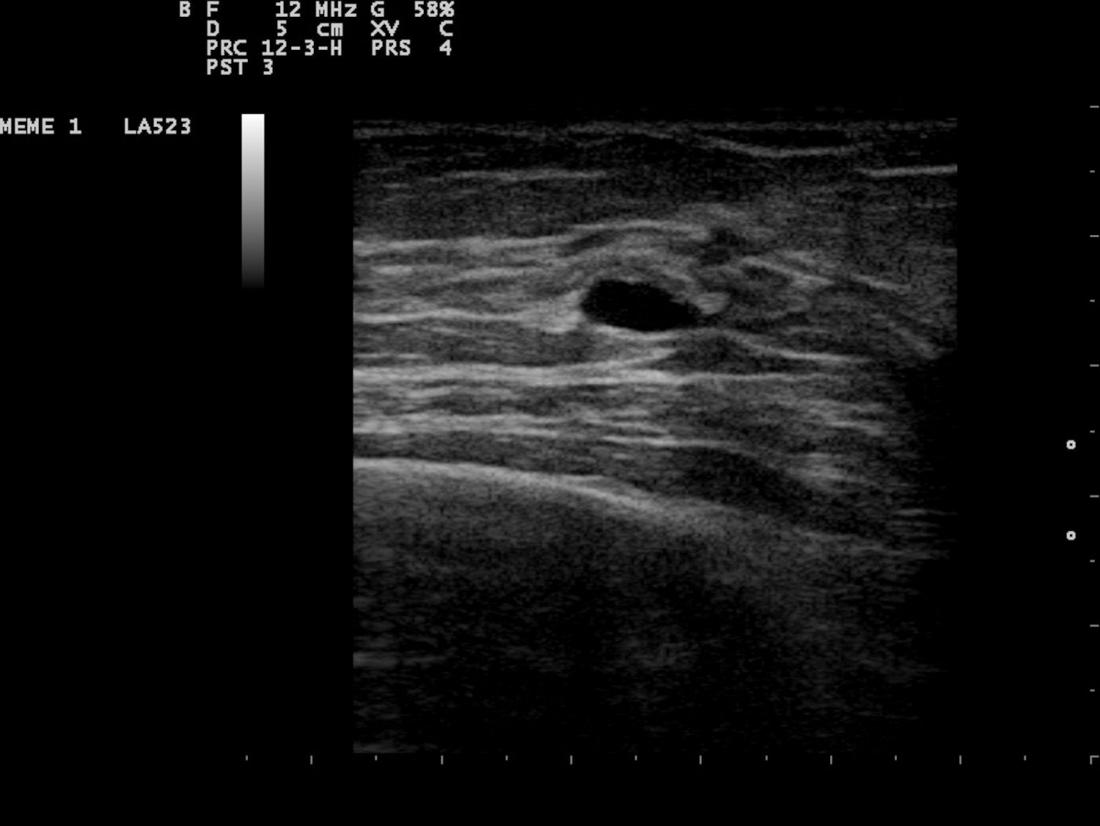 B F 12 MHz G 58%
D 5 cm XV C
PRC 12-3-H PRS 4
PST 3
MEME 1 LA523